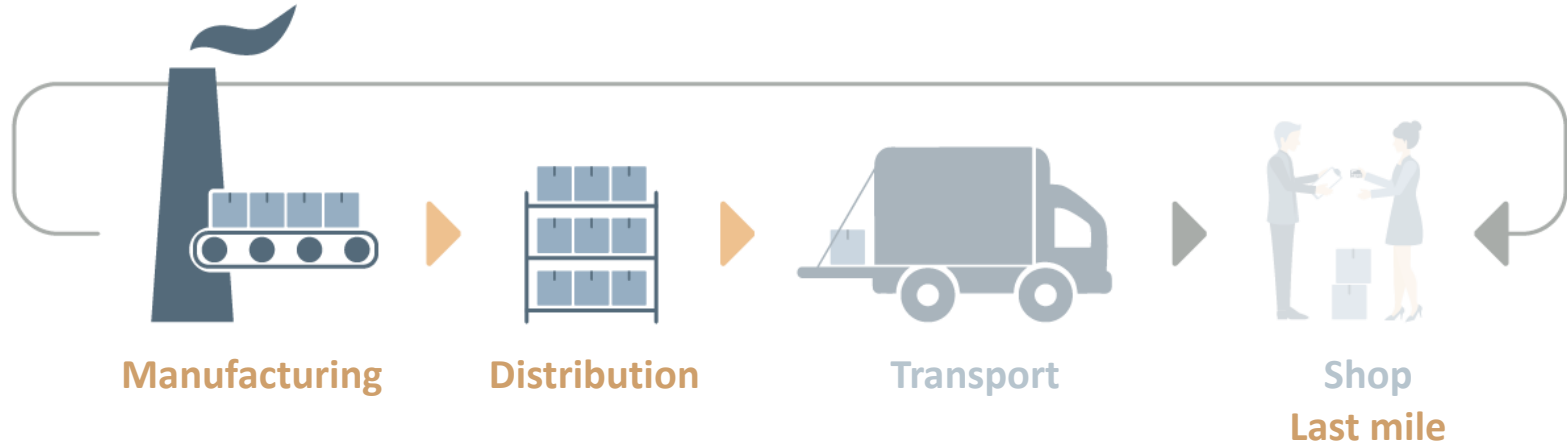 Manufacturing
Distribution
Transport
Shop
Last mile